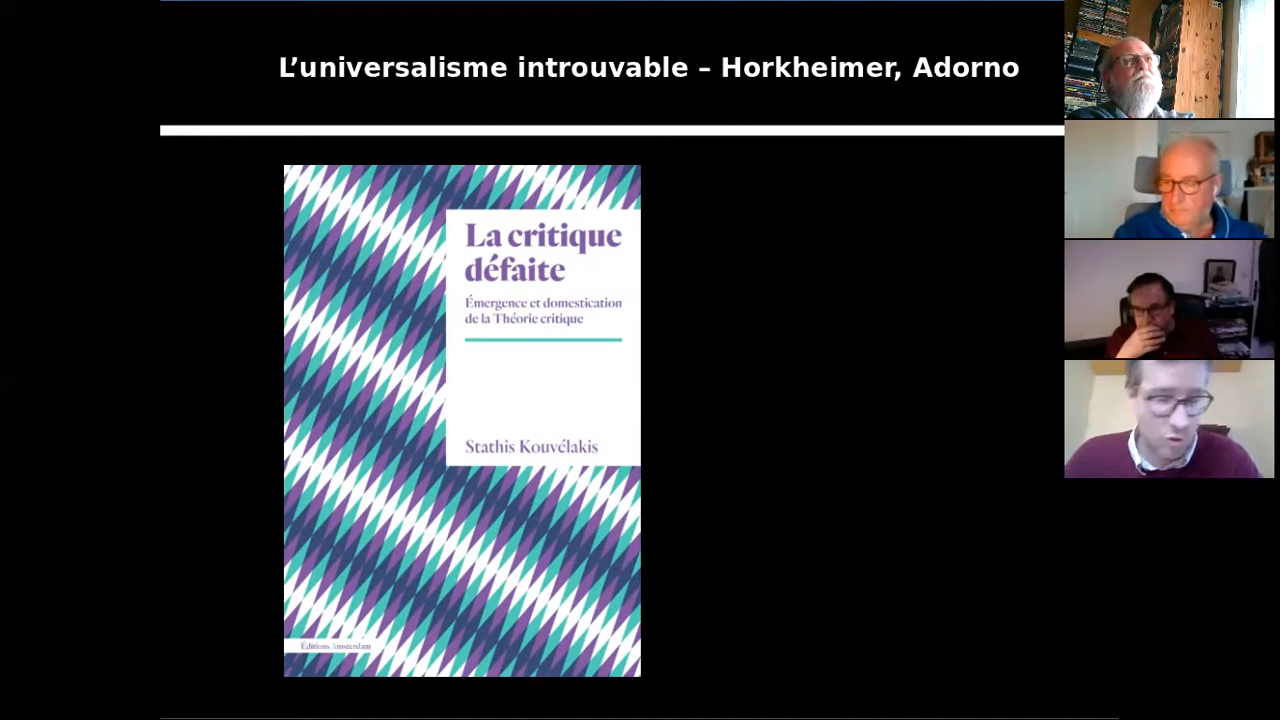 L’universalisme introuvable – Horkheimer, Adorno
La critique
défaite
Émergence et domestication
de la Théorie critique
Stathis Kouvélakis
Éditions Amsterdam